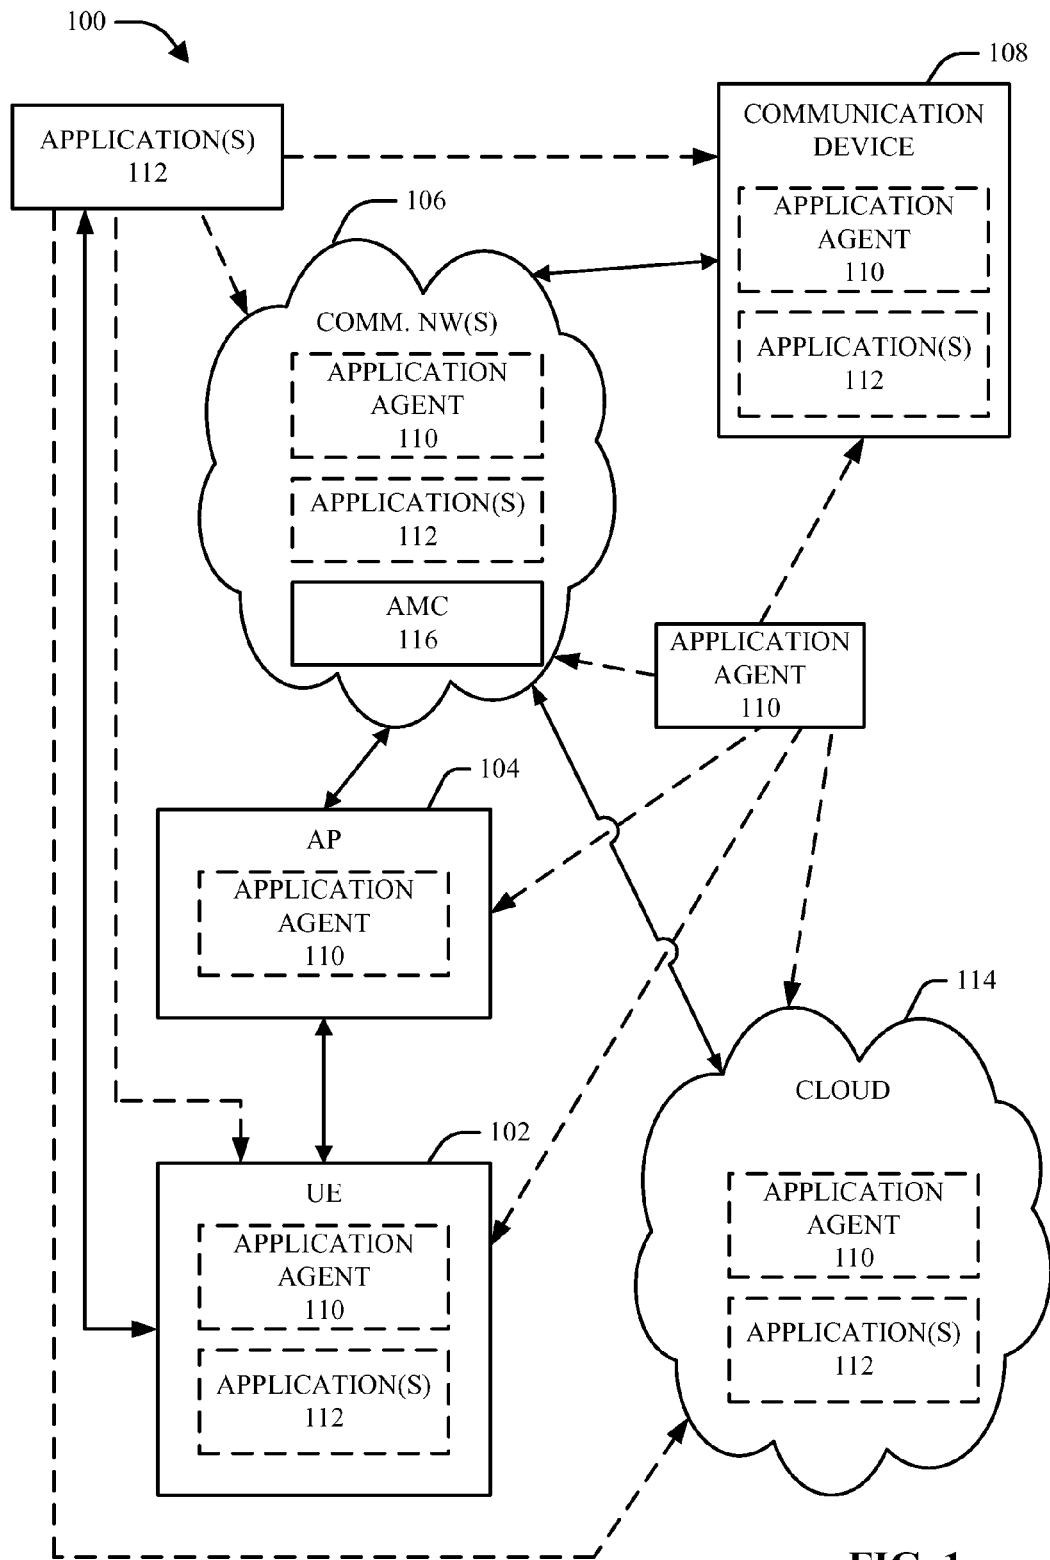 100
108
APPLICATION(S)
112
COMMUNICATION
DEVICE
APPLICATION
AGENT
110
APPLICATION(S)
112
106
COMM. NW(S)
APPLICATION
AGENT
110
APPLICATION(S)
112
AMC
116
APPLICATION
AGENT
110
104
AP
APPLICATION
AGENT
110
114
CLOUD
APPLICATION
AGENT
110
APPLICATION(S)
112
102
UE
APPLICATION
AGENT
110
APPLICATION(S)
112
FIG. 1